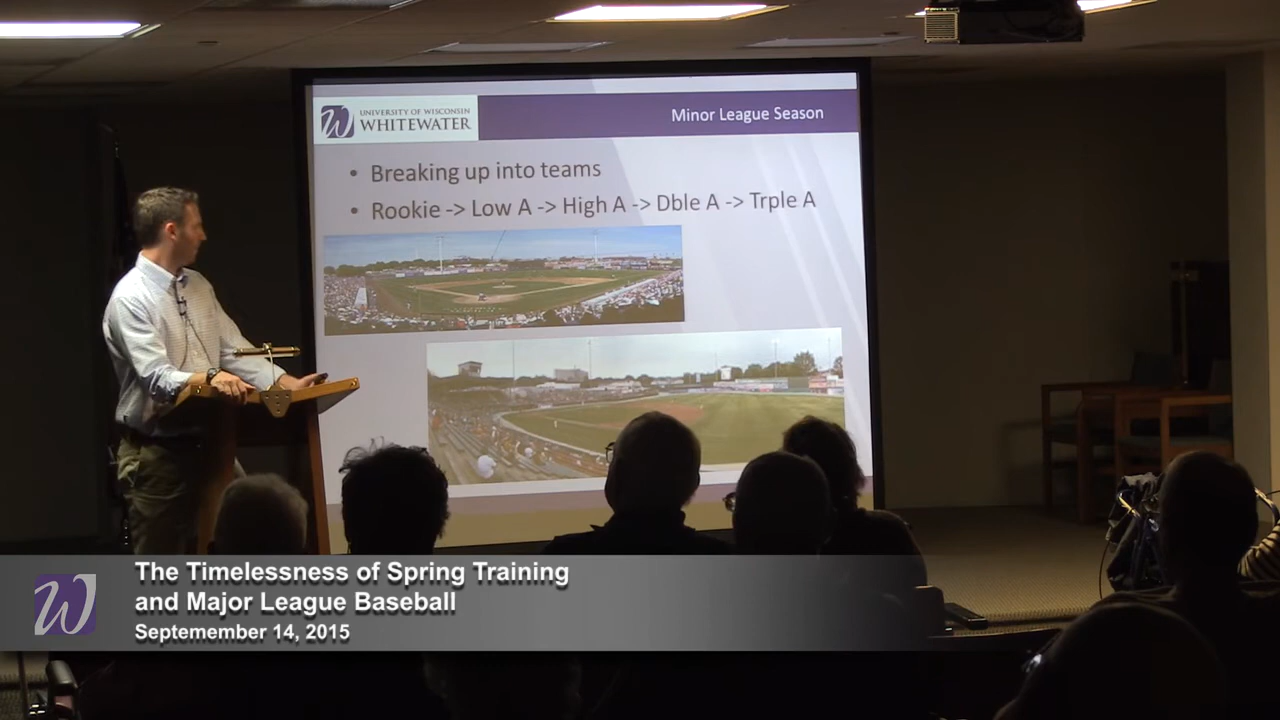 UNIVERSITY OF WISCONSIN
WHITEWATER
Minor League Season
• Breaking up into teams
• Rookie -> Low A -> High A -> Dble A -> Trple A
The Timelessness of Spring Training
and Major League Baseball
Septemember 14, 2015
W